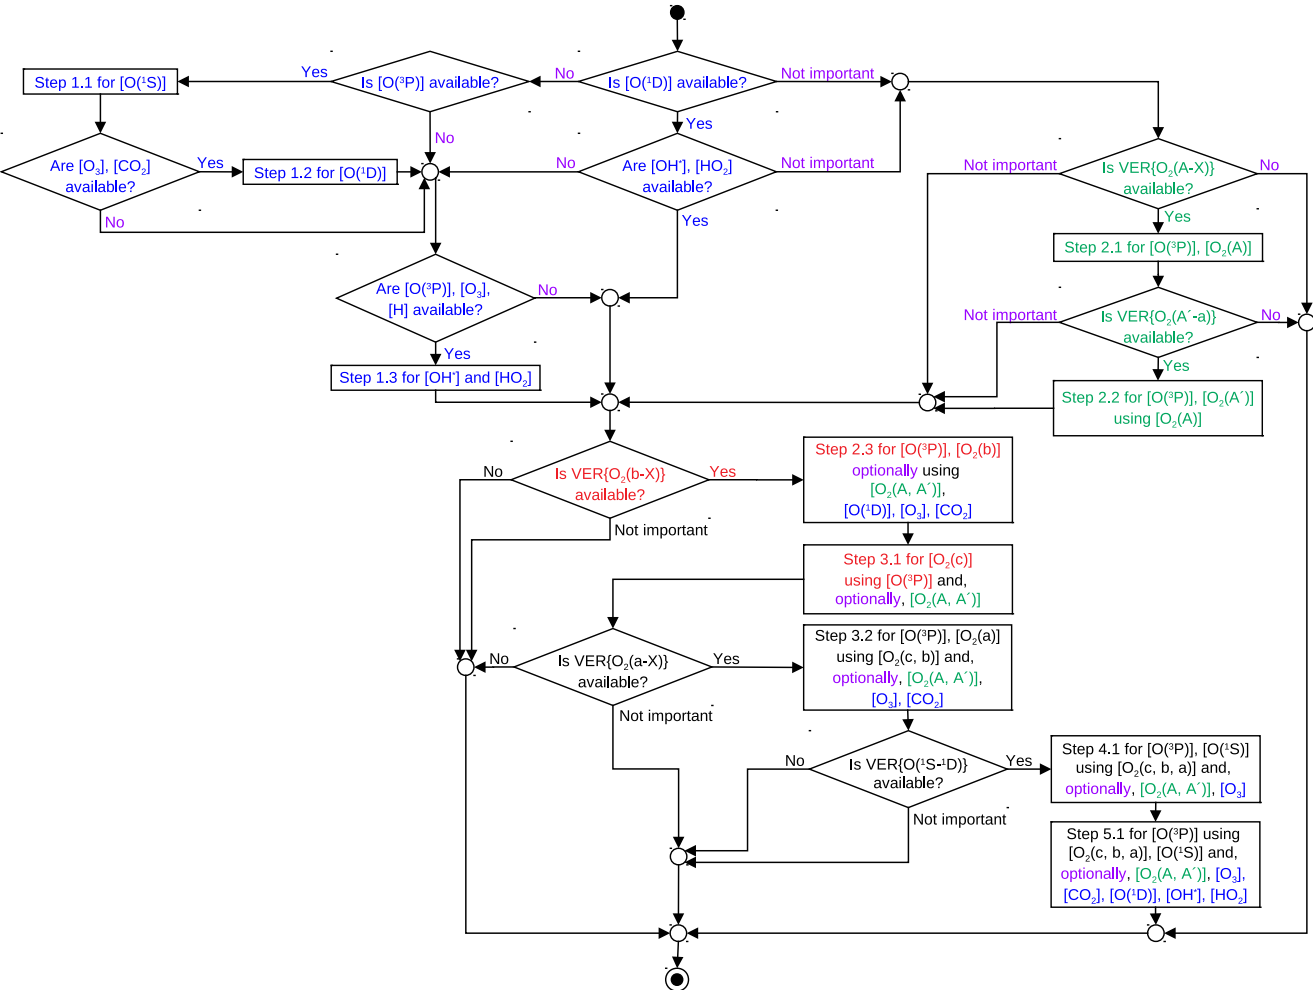 Step 1.1 for [O(¹S)]
Yes
Is [O(³P)] available?
No
Is [O(¹D)] available?
Not important
No
Yes
Are [O₃], [CO₂]
available?
Yes
Step 1.2 for [O(¹D)]
No
Are [OH*], [HO₂]
available?
Not important
No
Yes
Not important
Is VER{O₂(A-X)}
available?
No
Yes
Step 2.1 for [O(³P)], [O₂(A)]
Are [O(³P)], [O₃],
[H] available?
No
Yes
Step 1.3 for [OH*] and [HO₂]
Not important
Is VER{O₂(A´-a)}
available?
No
Yes
Step 2.2 for [O(³P)], [O₂(A´)]
using [O₂(A)]
No
Is VER{O₂(b-X)}
available?
Yes
Not important
Step 2.3 for [O(³P)], [O₂(b)]
optionally using
[O₂(A, A´)],
[O(¹D)], [O₃], [CO₂]
Step 3.1 for [O₂(c)]
using [O(³P)] and,
optionally, [O₂(A, A´)]
No
Is VER{O₂(a-X)}
available?
Yes
Not important
Step 3.2 for [O(³P)], [O₂(a)]
using [O₂(c, b)] and,
optionally, [O₂(A, A´)],
[O₃], [CO₂]
No
Is VER{O(¹S-¹D)}
available?
Yes
Not important
Step 4.1 for [O(³P)], [O(¹S)]
using [O₂(c, b, a)] and,
optionally, [O₂(A, A´)], [O₃]
Step 5.1 for [O(³P)] using
[O₂(c, b, a)], [O(¹S)] and,
optionally, [O₂(A, A´)], [O₃],
[CO₂], [O(¹D)], [OH*], [HO₂]